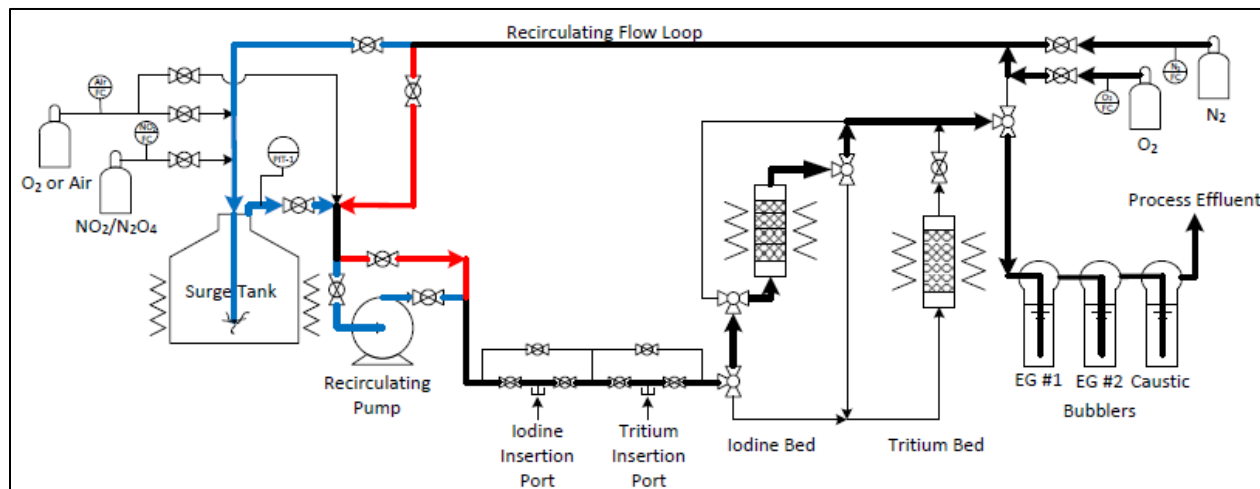 Recirculating Flow Loop
Air
FC
NO₂
FC
PIT-1
N₂
FC
O₂
FC
N₂
O₂
O₂ or Air
NO₂/N₂O₄
Process Effluent
Surge Tank
Recirculating
Pump
EG #1
EG #2
Caustic
Bubblers
Iodine
Insertion
Port
Tritium
Insertion
Port
Iodine Bed
Tritium Bed